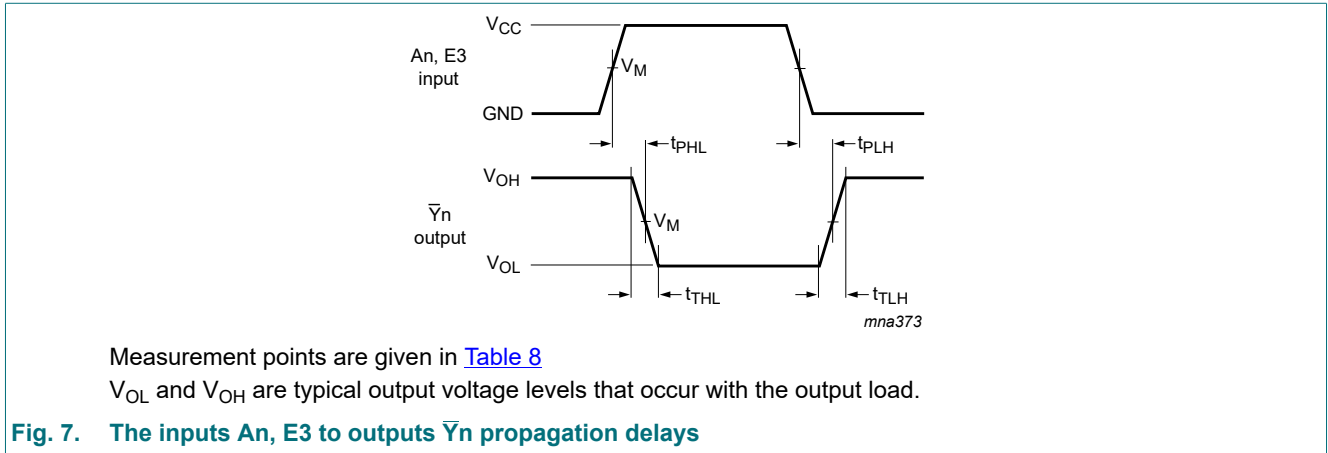 VCC
An, E3
input
VM
GND
tPHL
tPLH
VOH
Y̅n
output
VM
VOL
tTHL
tTLH
mna373
Measurement points are given in Table 8
VOL and VOH are typical output voltage levels that occur with the output load.
Fig. 7. The inputs An, E3 to outputs Y̅n propagation delays